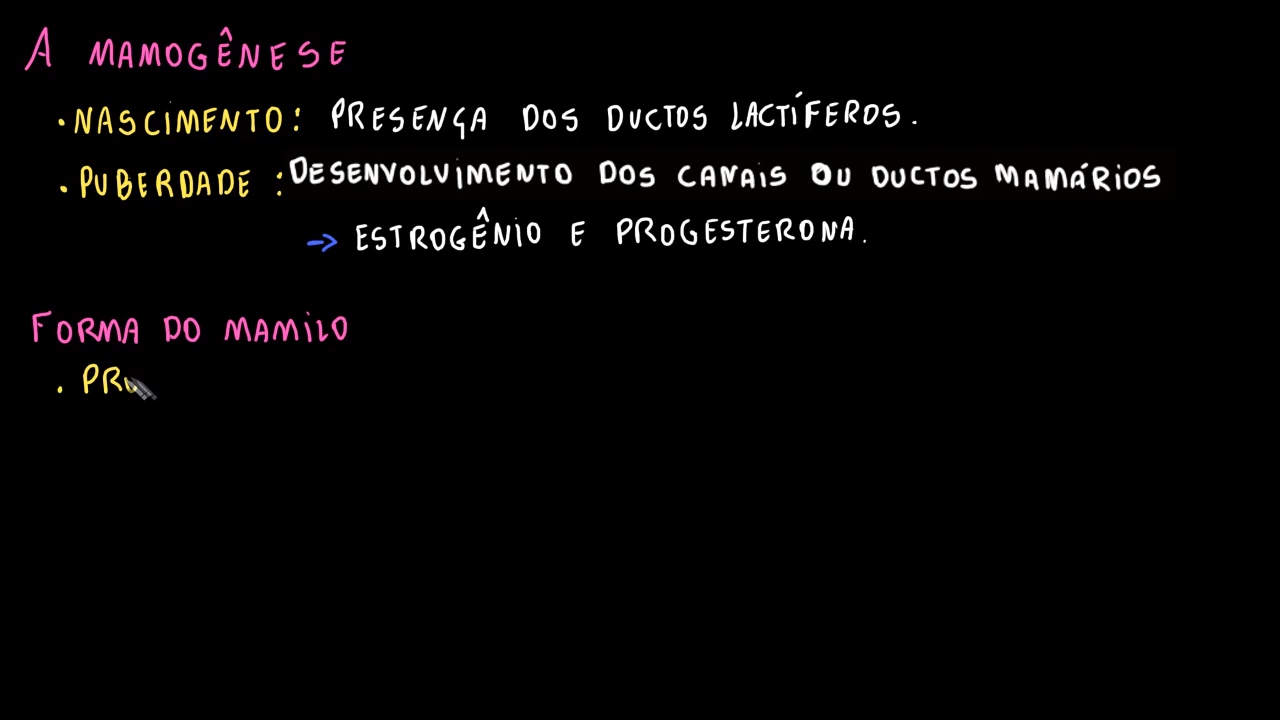 A MAMOGÊNESE
• NASCIMENTO: PRESENÇA DOS DUCTOS LACTÍFEROS.
• PUBERDADE: DESENVOLVIMENTO DOS CANAIS OU DUCTOS MAMÁRIOS
→ ESTROGÊNIO E PROGESTERONA.
FORMA DO MAMILO
• PR